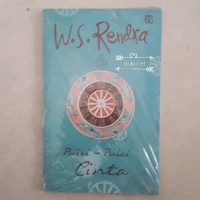 W.S. Rendra
Puisi – Puisi
Cinta